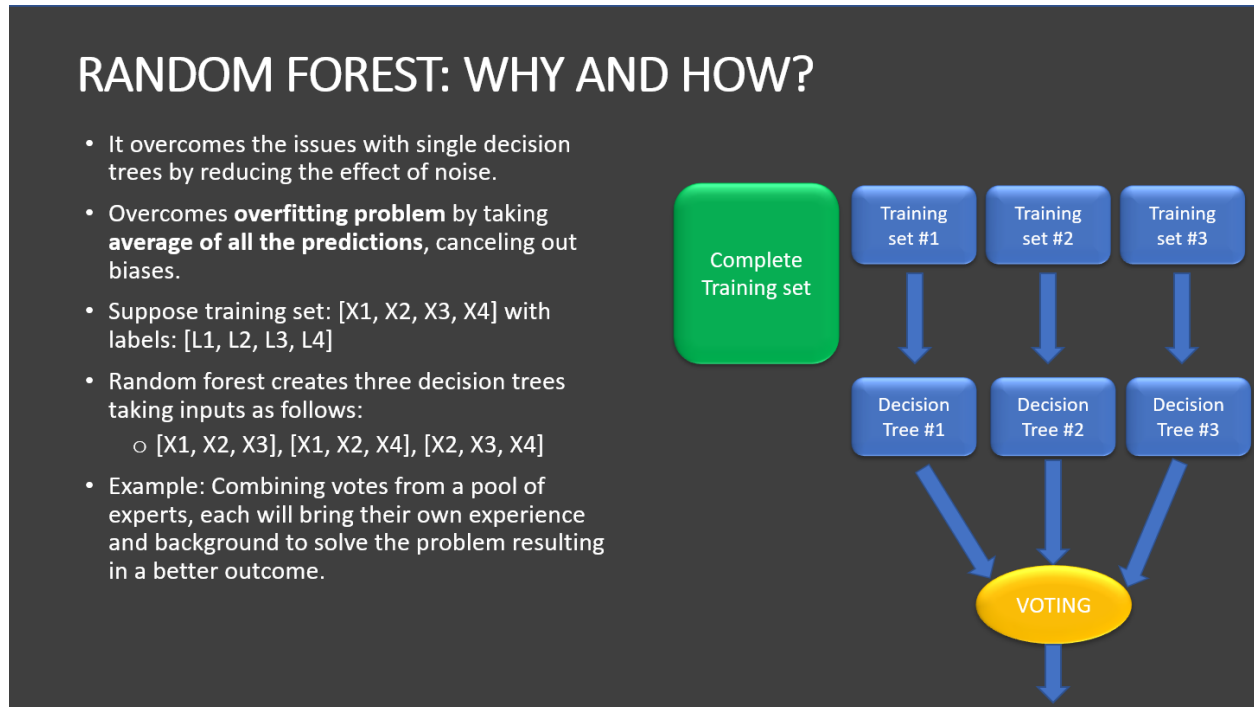 RANDOM FOREST: WHY AND HOW?
• It overcomes the issues with single decision
trees by reducing the effect of noise.
• Overcomes overfitting problem by taking
average of all the predictions, canceling out
biases.
• Suppose training set: [X1, X2, X3, X4] with
labels: [L1, L2, L3, L4]
• Random forest creates three decision trees
taking inputs as follows:
o [X1, X2, X3], [X1, X2, X4], [X2, X3, X4]
• Example: Combining votes from a pool of
experts, each will bring their own experience
and background to solve the problem resulting
in a better outcome.
Complete
Training set
Training
set #1
Training
set #2
Training
set #3
Decision
Tree #1
Decision
Tree #2
Decision
Tree #3
VOTING